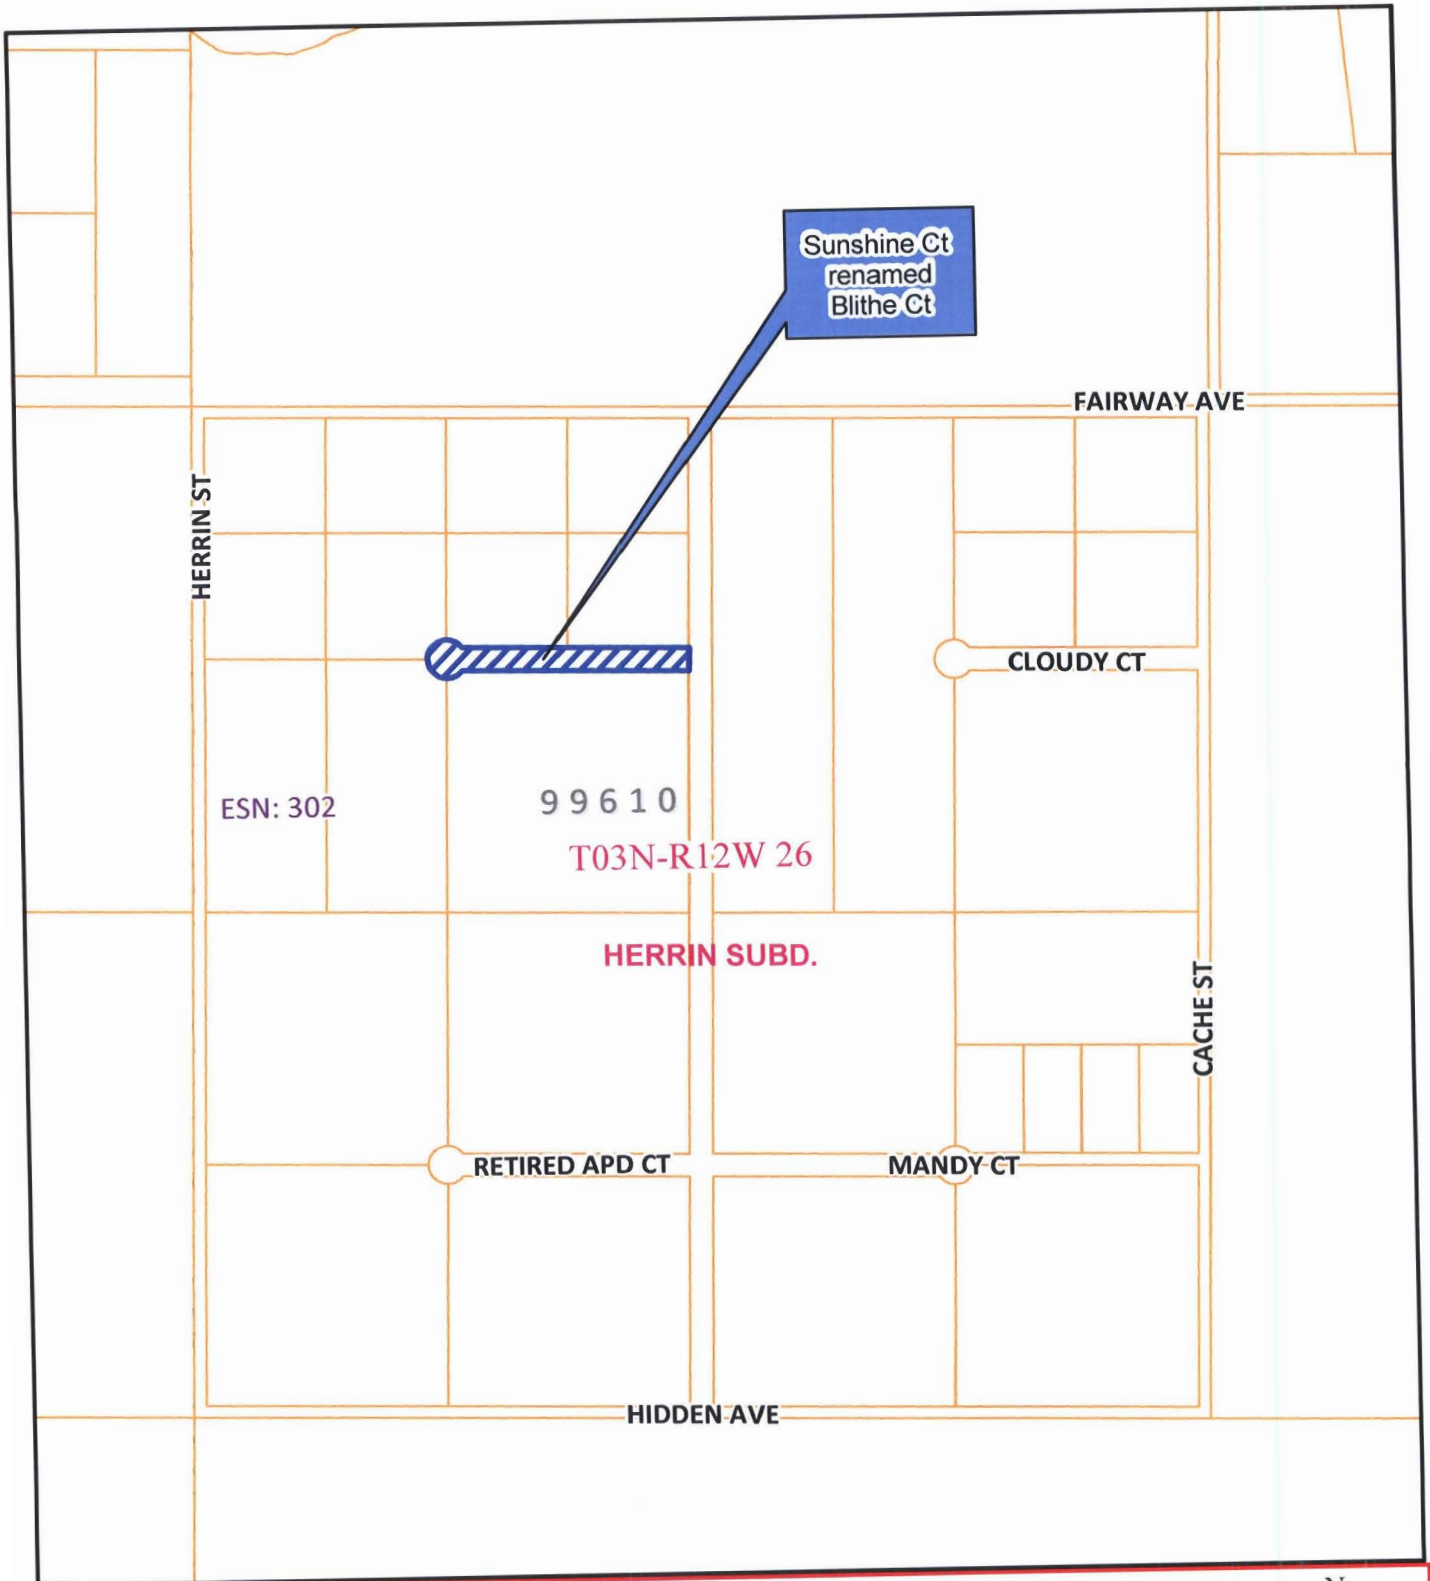 Sunshine Ct
renamed
Blithe Ct
FAIRWAY AVE
HERRIN ST
CLOUDY CT
ESN: 302
99610
T03N-R12W 26
HERRIN SUBD.
CACHE ST
RETIRED APD CT
MANDY CT
HIDDEN AVE
N